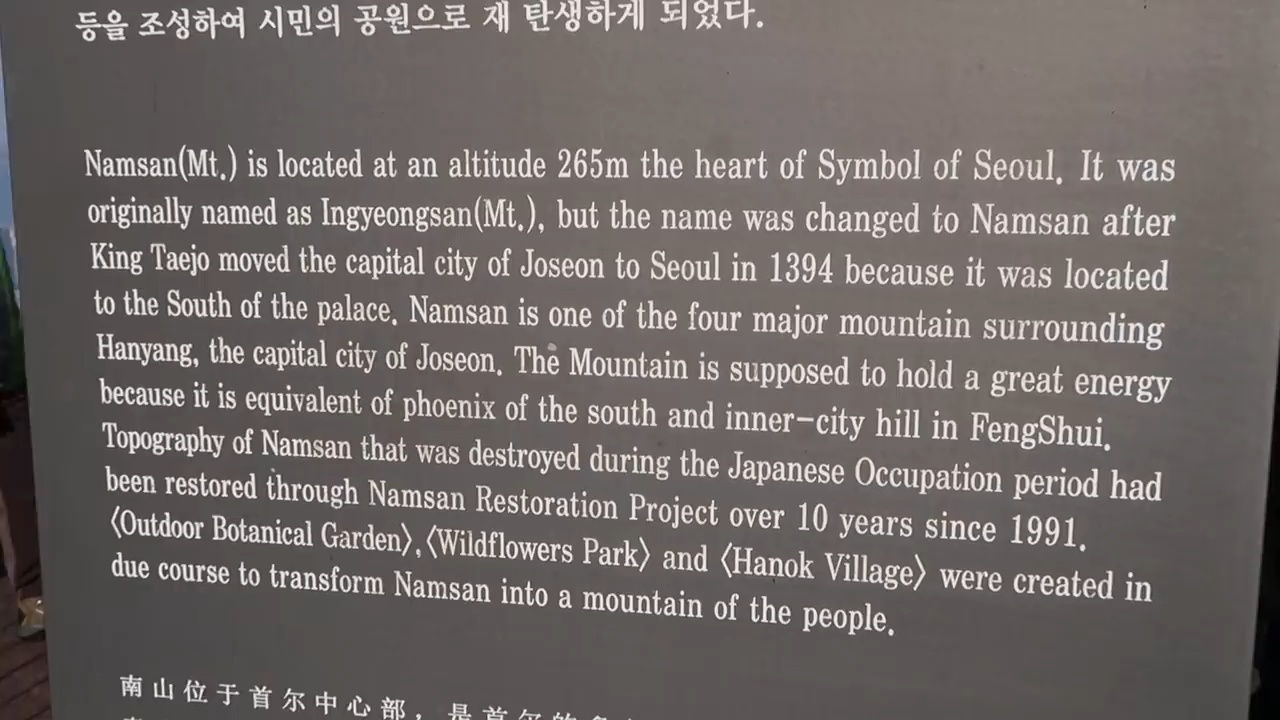 등을 조성하여 시민의 공원으로 재 탄생하게 되었다.
Namsan(Mt.) is located at an altitude 265m the heart of Symbol of Seoul. It was
originally named as Ingyeongsan(Mt.), but the name was changed to Namsan after
King Taejo moved the capital city of Joseon to Seoul in 1394 because it was located
to the South of the palace. Namsan is one of the four major mountain surrounding
Hanyang, the capital city of Joseon. The Mountain is supposed to hold a great energy
because it is equivalent of phoenix of the south and inner-city hill in FengShui.
Topography of Namsan that was destroyed during the Japanese Occupation period had
been restored through Namsan Restoration Project over 10 years since 1991.
〈Outdoor Botanical Garden〉,〈Wildflowers Park〉 and 〈Hanok Village〉 were created in
due course to transform Namsan into a mountain of the people.
南山位于首尔中心部，是首尔的